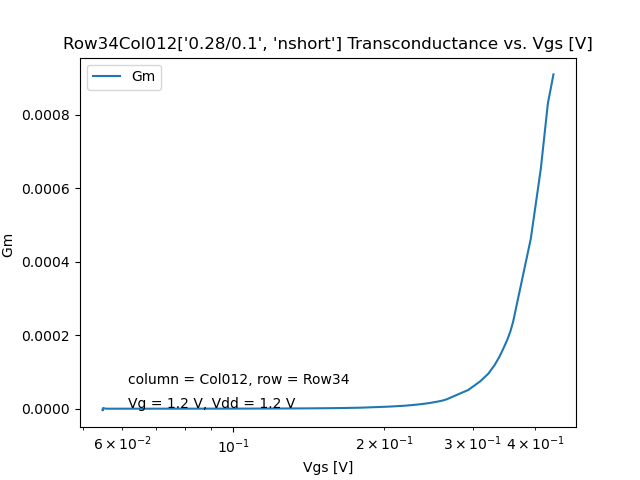 Row34Col012['0.28/0.1', 'nshort'] Transconductance vs. Vgs [V]
Gm
0.0008
0.0006
0.0004
0.0002
0.0000
Gm
column = Col012, row = Row34
Vg = 1.2 V, Vdd = 1.2 V
6 × 10⁻² 10⁻¹ 2 × 10⁻¹ 3 × 10⁻¹ 4 × 10⁻¹
Vgs [V]